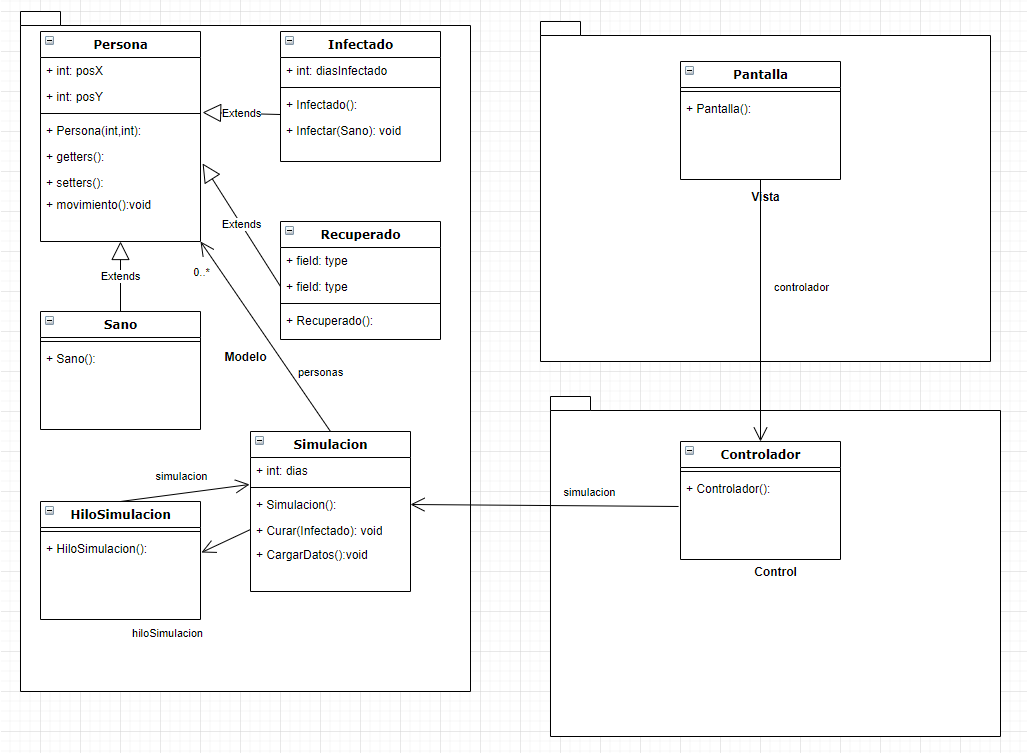 Persona
+ int: posX
+ int: posY
+ Persona(int,int):
+ getters():
+ setters():
+ movimiento():void
Infectado
+ int: diasInfectado
+ Infectado():
+ Infectar(Sano): void
Extends
Extends
Recuperado
+ field: type
+ field: type
+ Recuperado():
Extends
0..*
Sano
+ Sano():
Modelo
personas
Simulacion
+ int: dias
+ Simulacion():
+ Curar(Infectado): void
+ CargarDatos():void
simulacion
HiloSimulacion
+ HiloSimulacion():
hiloSimulacion
Pantalla
+ Pantalla():
Vista
controlador
simulacion
Controlador
+ Controlador():
Control